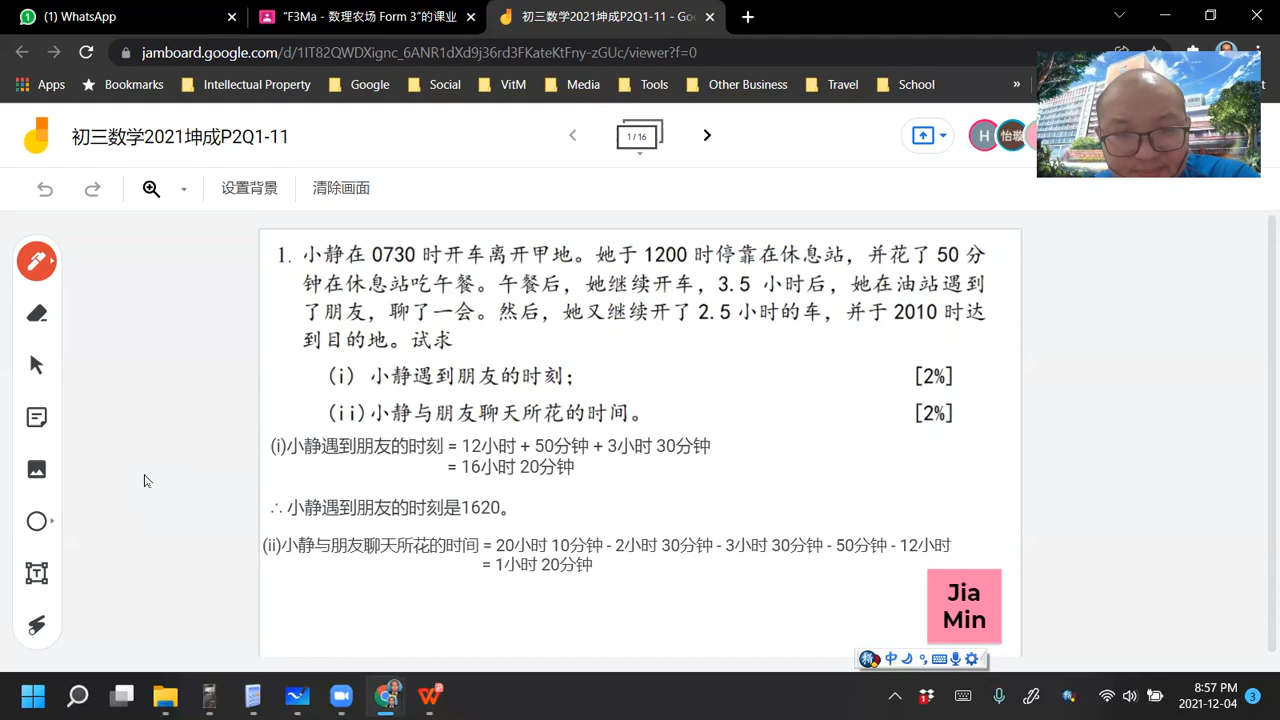 (1) WhatsApp
"F3Ma - 数理农场 Form 3"的课业
初三数学2021坤成P2Q1-11 - Go
jamboard.google.com/d/1IT82QWDXignc_6ANR1dXd9j36rd3FKateKtFny-zGUc/viewer?f=0
Apps
Bookmarks
Intellectual Property
Google
Social
VitM
Media
Tools
Other Business
Travel
School
»
初三数学2021坤成P2Q1-11
1 / 16
H
怡璇
设置背景
清除画面
1. 小静在 0730 时开车离开甲地。她于 1200 时停靠在休息站，并花了 50 分
钟在休息站吃午餐。午餐后，她继续开车，3.5 小时后，她在油站遇到
了朋友，聊了一会。然后，她又继续开了 2.5 小时的车，并于 2010 时达
到目的地。试求
(i) 小静遇到朋友的时刻； [2%]
(ii)小静与朋友聊天所花的时间。 [2%]
(i)小静遇到朋友的时刻 = 12小时 + 50分钟 + 3小时 30分钟
= 16小时 20分钟
∴ 小静遇到朋友的时刻是1620。
(ii)小静与朋友聊天所花的时间 = 20小时 10分钟 - 2小时 30分钟 - 3小时 30分钟 - 50分钟 - 12小时
= 1小时 20分钟
Jia
Min
中
8:57 PM
2021-12-04
3